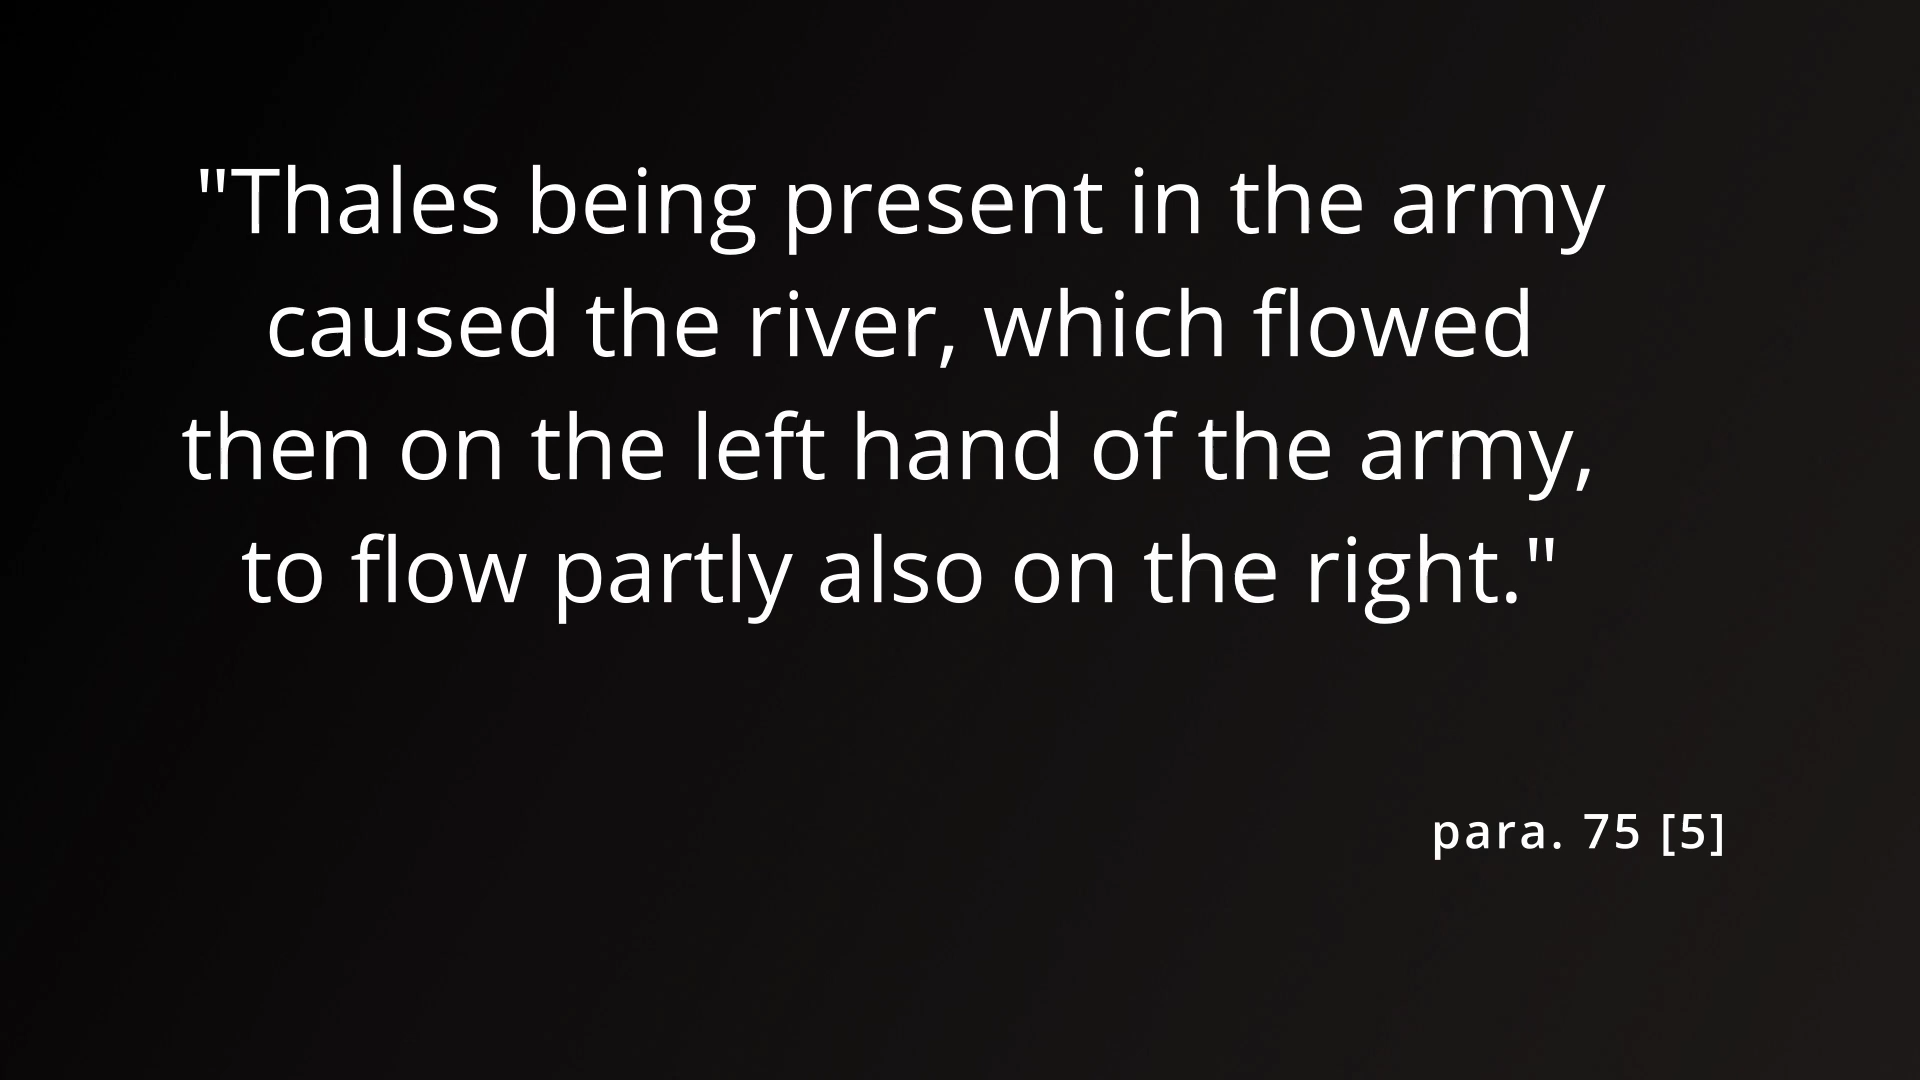 "Thales being present in the army
caused the river, which flowed
then on the left hand of the army,
to flow partly also on the right."
para. 75 [5]